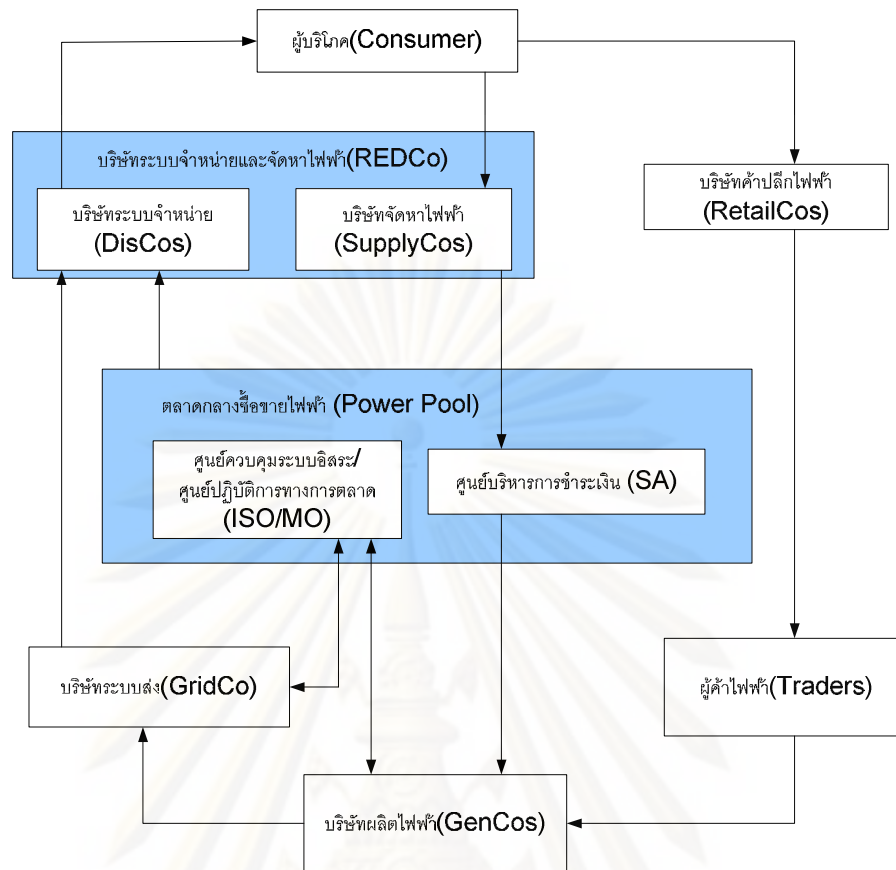 ผู้บริโภค(Consumer)
บริษัทระบบจำหน่ายและจัดหาไฟฟ้า(REDCo)
บริษัทระบบจำหน่าย
(DisCos)
บริษัทจัดหาไฟฟ้า
(SupplyCos)
บริษัทค้าปลีกไฟฟ้า
(RetailCos)
ตลาดกลางซื้อขายไฟฟ้า (Power Pool)
ศูนย์ควบคุมระบบอิสระ/
ศูนย์ปฏิบัติการทางการตลาด
(ISO/MO)
ศูนย์บริหารการชำระเงิน (SA)
บริษัทระบบส่ง(GridCo)
ผู้ค้าไฟฟ้า(Traders)
บริษัทผลิตไฟฟ้า(GenCos)